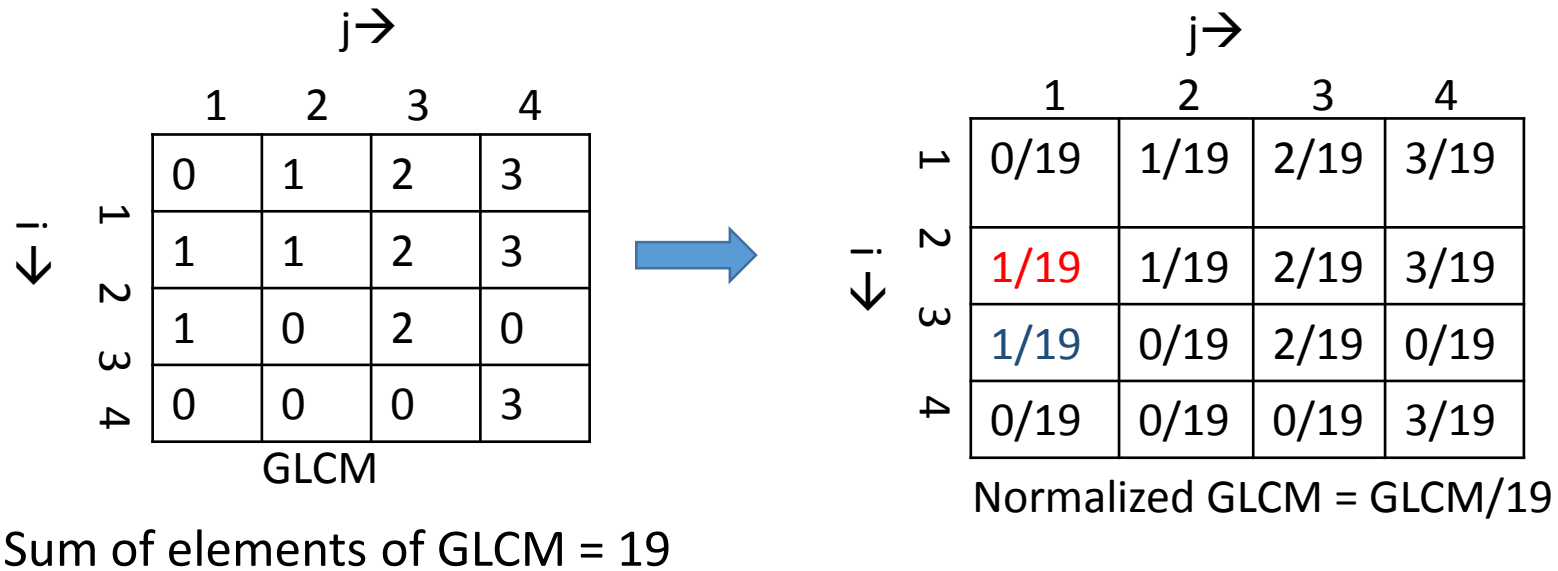 j→
1 2 3 4
i→
1 0 1 2 3
2 1 1 2 3
3 1 0 2 0
4 0 0 0 3
GLCM
Sum of elements of GLCM = 19
j→
1 2 3 4
i→
1 0/19 1/19 2/19 3/19
2 1/19 1/19 2/19 3/19
3 1/19 0/19 2/19 0/19
4 0/19 0/19 0/19 3/19
Normalized GLCM = GLCM/19